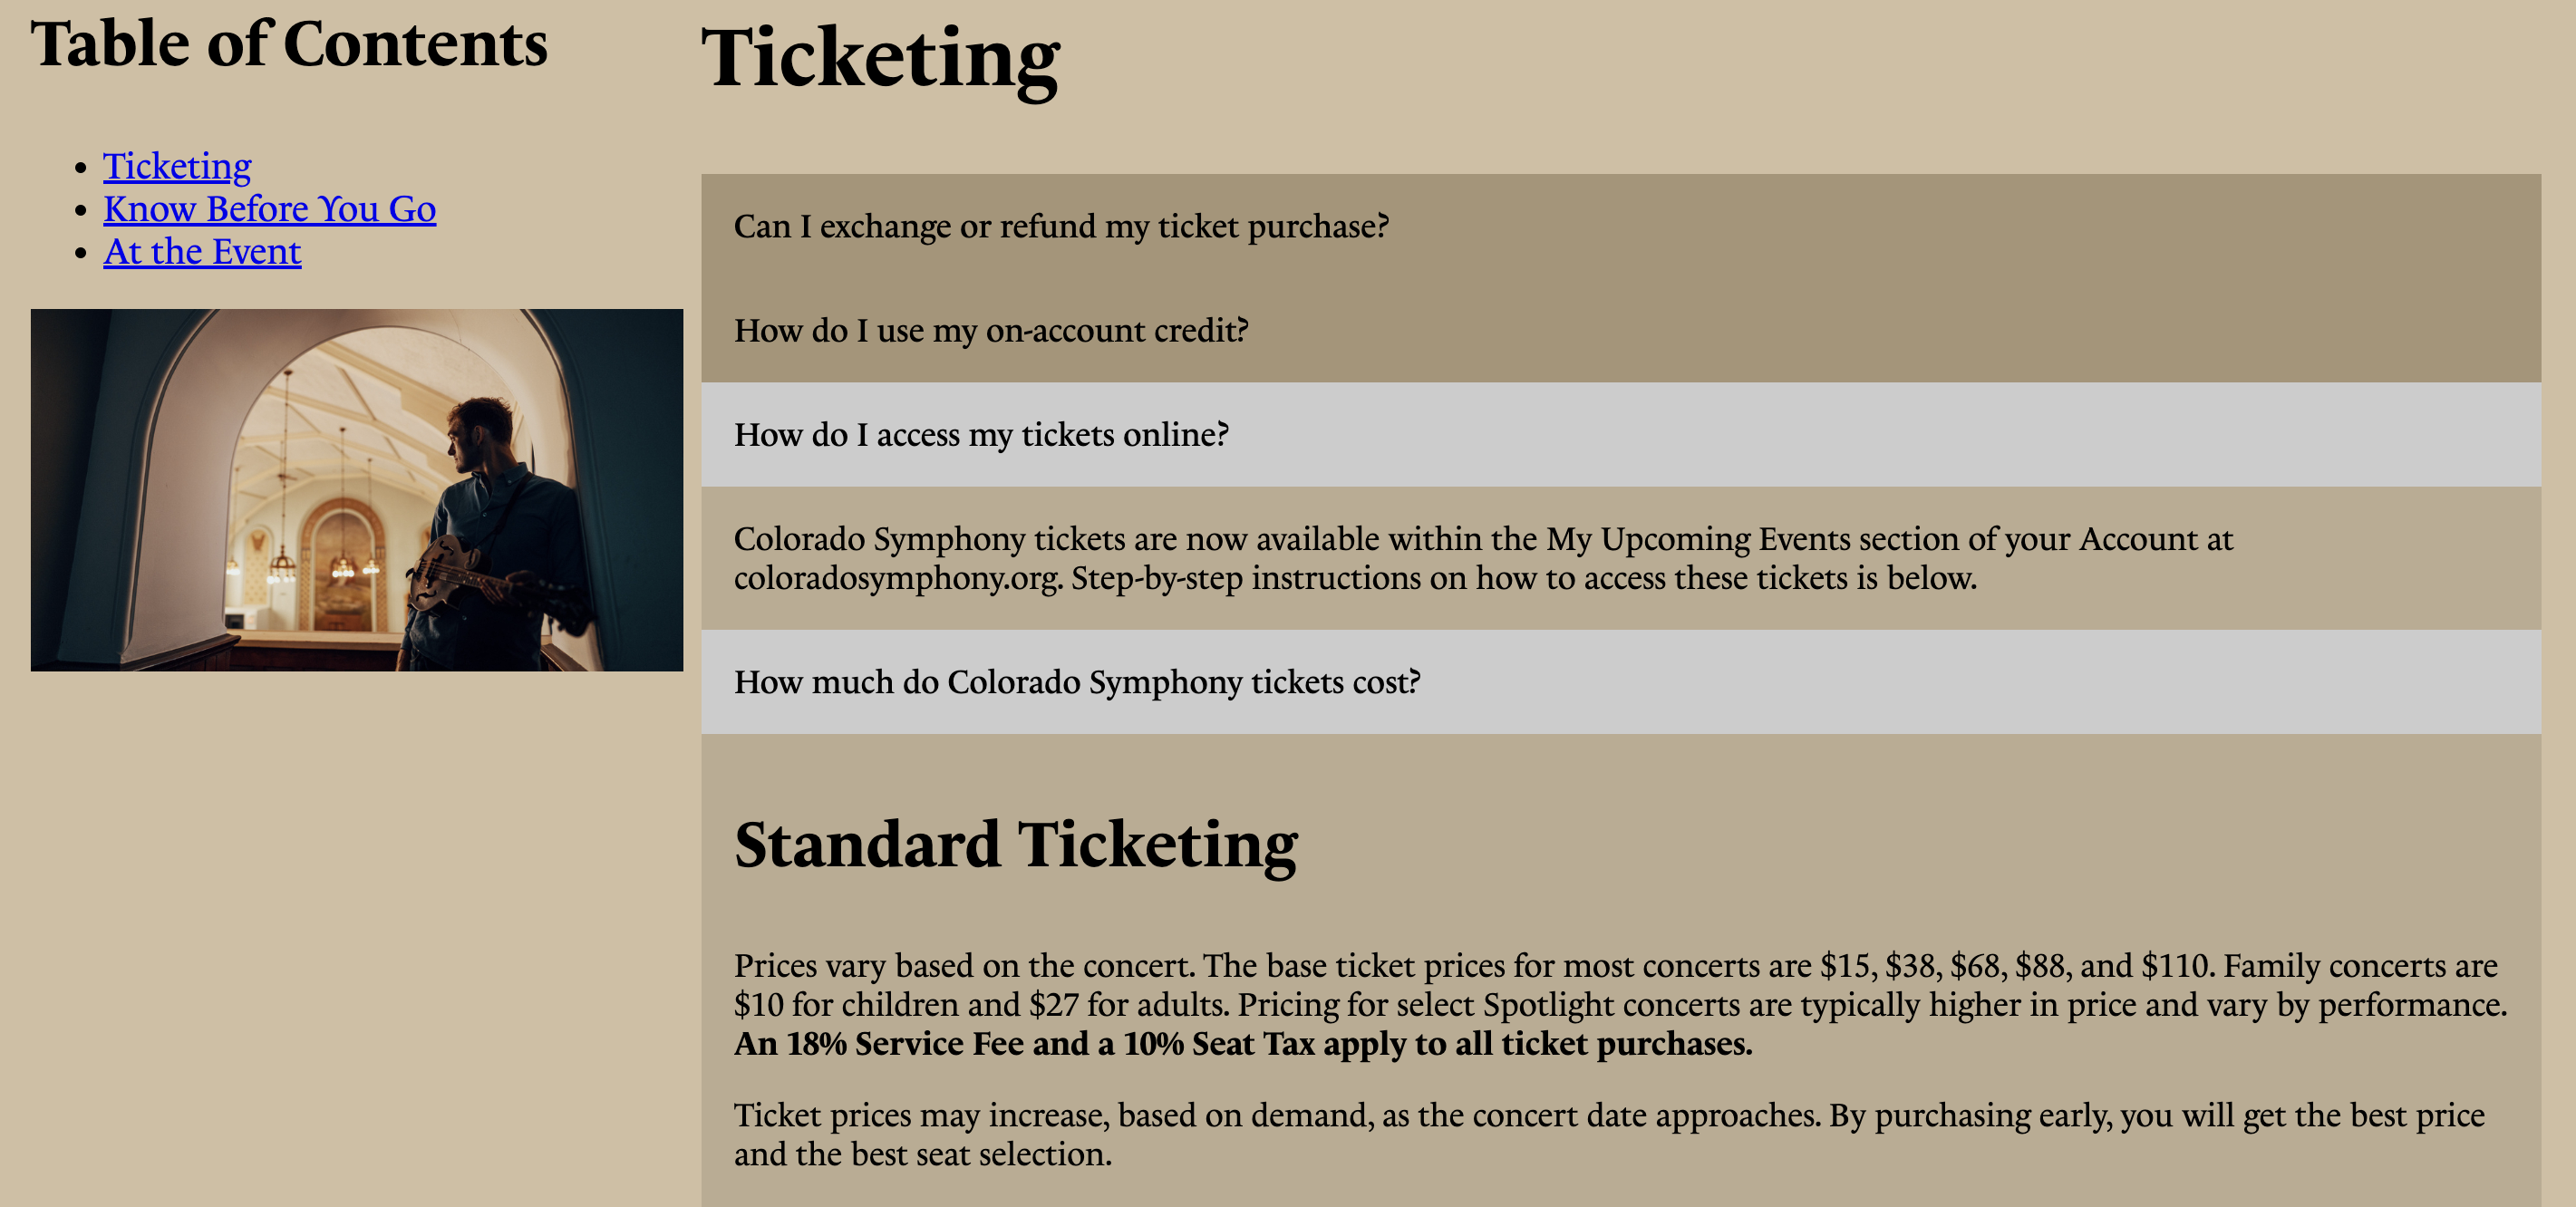 Table of Contents
Ticketing
Know Before You Go
At the Event
Ticketing
Can I exchange or refund my ticket purchase?
How do I use my on-account credit?
How do I access my tickets online?
Colorado Symphony tickets are now available within the My Upcoming Events section of your Account at
coloradosymphony.org. Step-by-step instructions on how to access these tickets is below.
How much do Colorado Symphony tickets cost?
Standard Ticketing
Prices vary based on the concert. The base ticket prices for most concerts are $15, $38, $68, $88, and $110. Family concerts are
$10 for children and $27 for adults. Pricing for select Spotlight concerts are typically higher in price and vary by performance.
An 18% Service Fee and a 10% Seat Tax apply to all ticket purchases.
Ticket prices may increase, based on demand, as the concert date approaches. By purchasing early, you will get the best price
and the best seat selection.